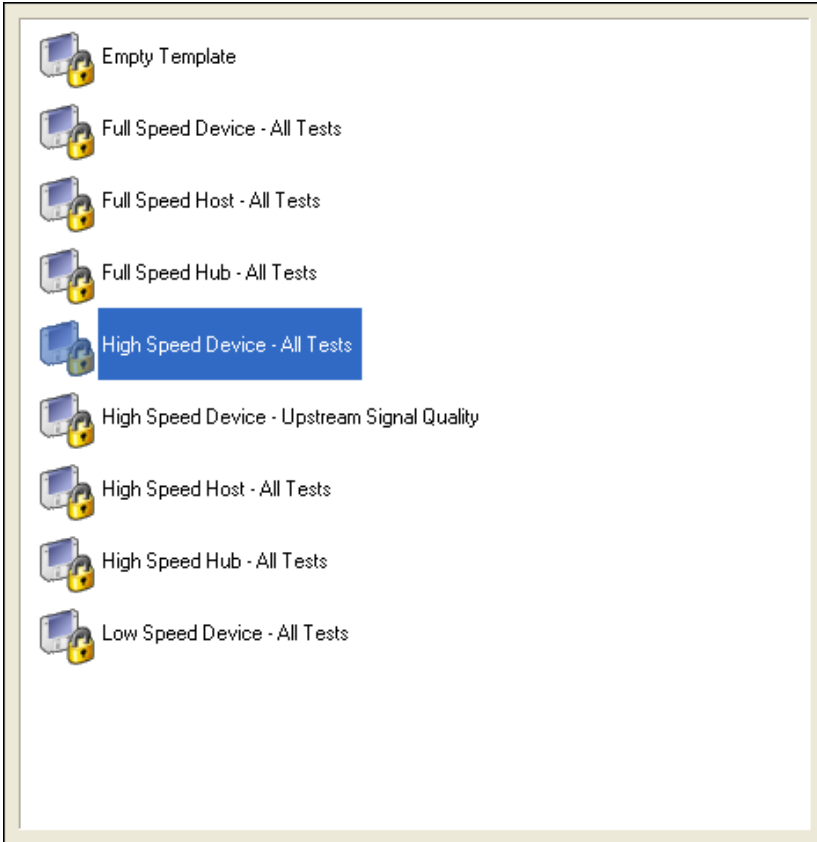 Empty Template
Full Speed Device - All Tests
Full Speed Host - All Tests
Full Speed Hub - All Tests
High Speed Device - All Tests
High Speed Device - Upstream Signal Quality
High Speed Host - All Tests
High Speed Hub - All Tests
Low Speed Device - All Tests